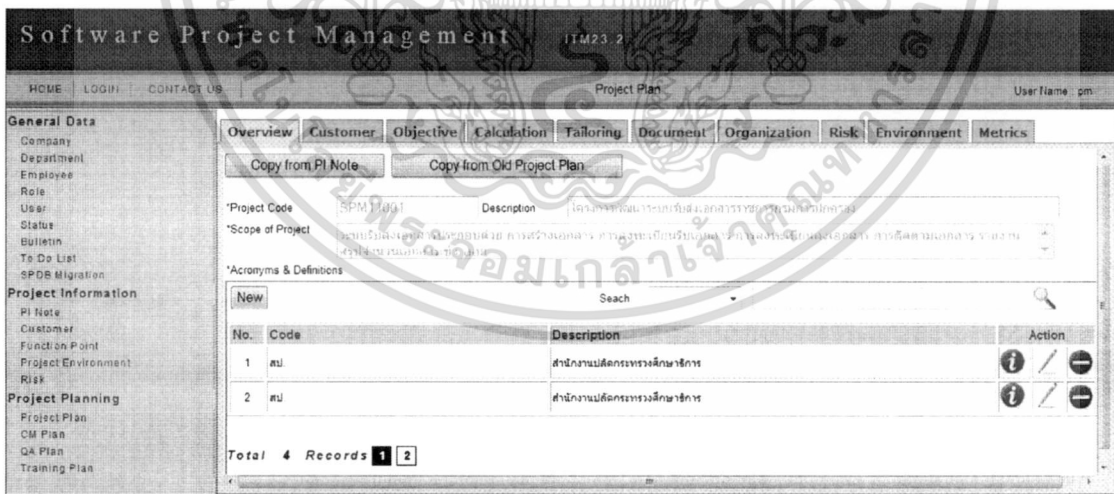 Software Project Management ITM23.2
HOME LOGIN CONTACT US Project Plan User Name : pm
General Data
Company
Department
Employee
Role
User
Status
Bulletin
To Do List
SPDB Migration
Project Information
PI Note
Customer
Function Point
Project Environment
Risk
Project Planning
Project Plan
CM Plan
QA Plan
Training Plan
Overview Customer Objective Calculation Tailoring Document Organization Risk Environment Metrics
Copy from PI Note Copy from Old Project Plan
*Project Code SPM11001 Description
*Scope of Project
*Acronyms & Definitions
New Seach
No. Code Description Action
1 สป. สำนักงานปลัดกระทรวงศึกษาธิการ
2 สป สำนักงานปลัดกระทรวงศึกษาธิการ
Total 4 Records 1 2